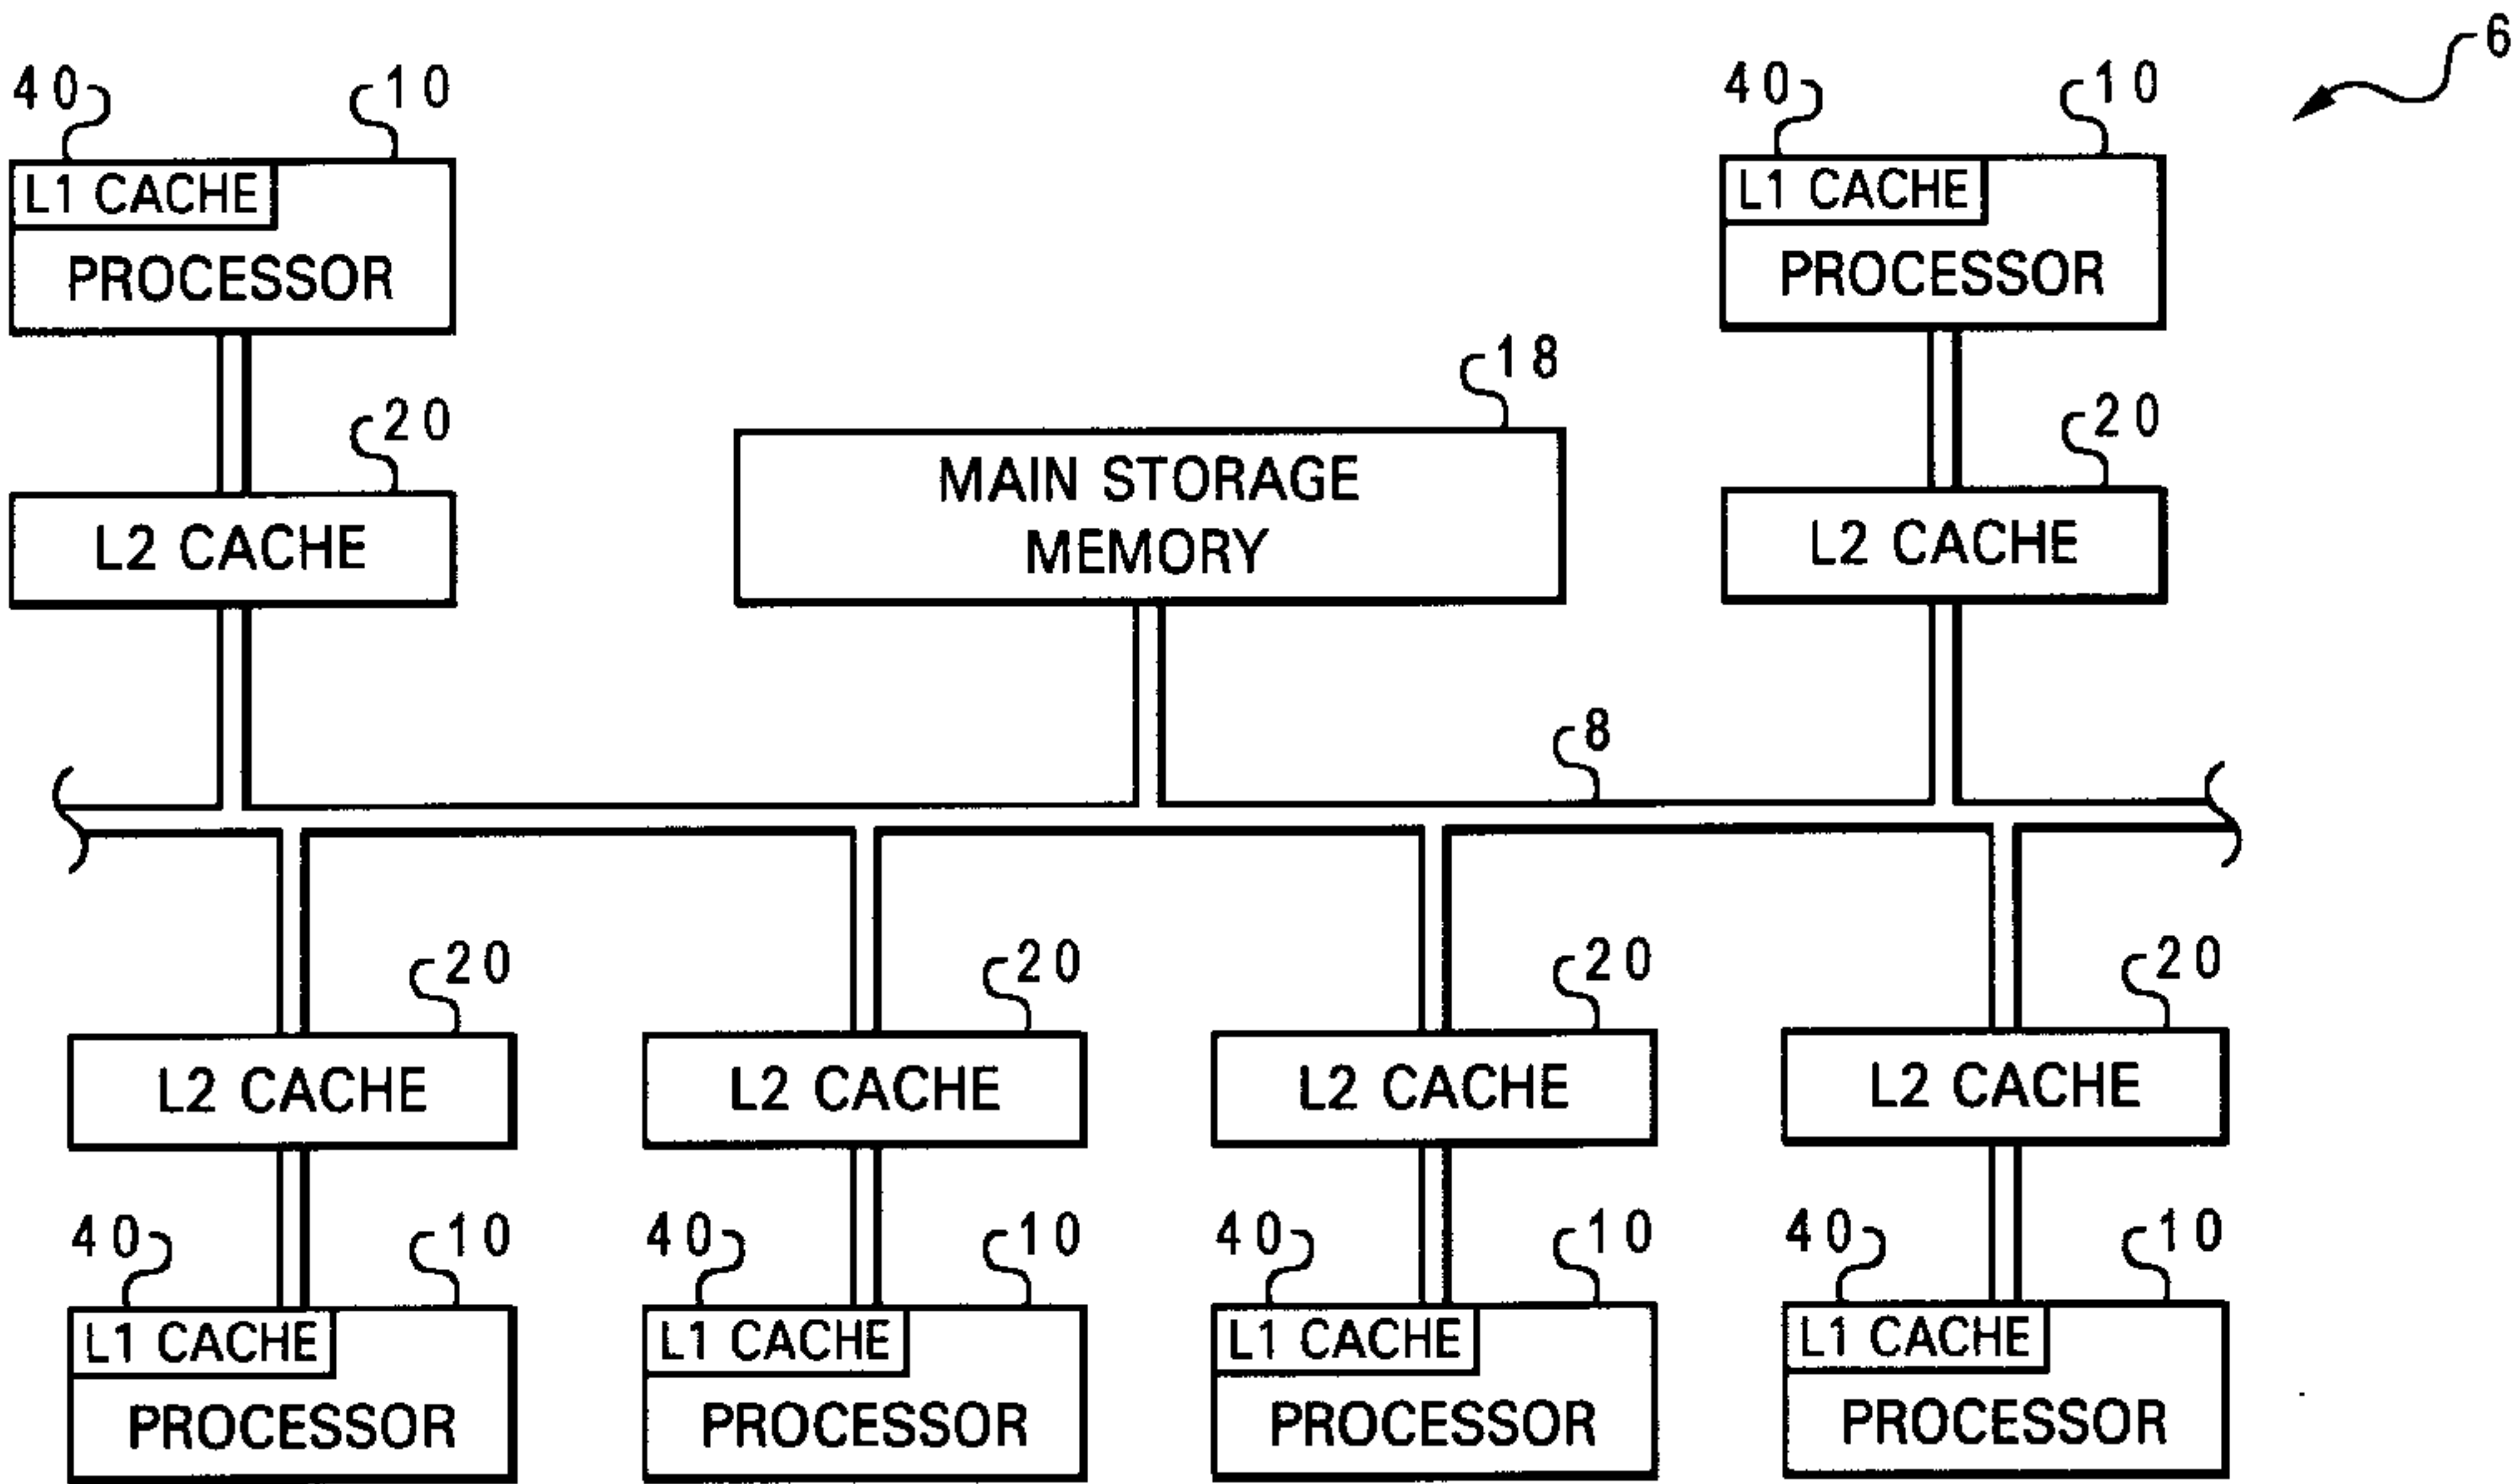 6
40 10
40 10
L1 CACHE
PROCESSOR
L1 CACHE
PROCESSOR
18
20
20
L2 CACHE
MAIN STORAGE
MEMORY
L2 CACHE
8
20 20 20 20
L2 CACHE L2 CACHE L2 CACHE L2 CACHE
40 10 40 10 40 10 40 10
L1 CACHE L1 CACHE L1 CACHE L1 CACHE
PROCESSOR PROCESSOR PROCESSOR PROCESSOR